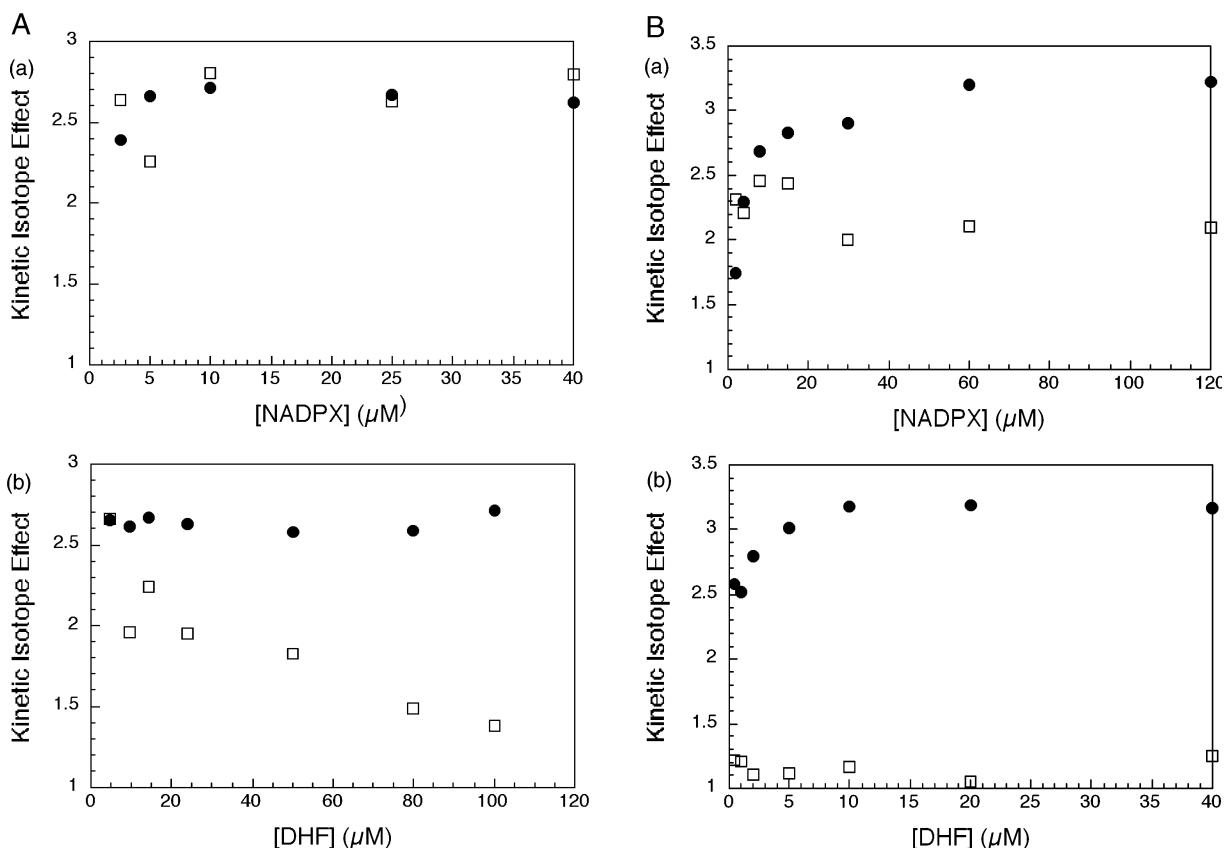 A
(a)
Kinetic Isotope Effect
3
2.5
2
1.5
1
0 5 10 15 20 25 30 35 40
[NADPX] (µM)
B
(a)
Kinetic Isotope Effect
3.5
3
2.5
2
1.5
1
0 20 40 60 80 100 120
[NADPX] (µM)
(b)
Kinetic Isotope Effect
3
2.5
2
1.5
1
0 20 40 60 80 100 120
[DHF] (µM)
(b)
Kinetic Isotope Effect
3.5
3
2.5
2
1.5
1
0 5 10 15 20 25 30 35 40
[DHF] (µM)